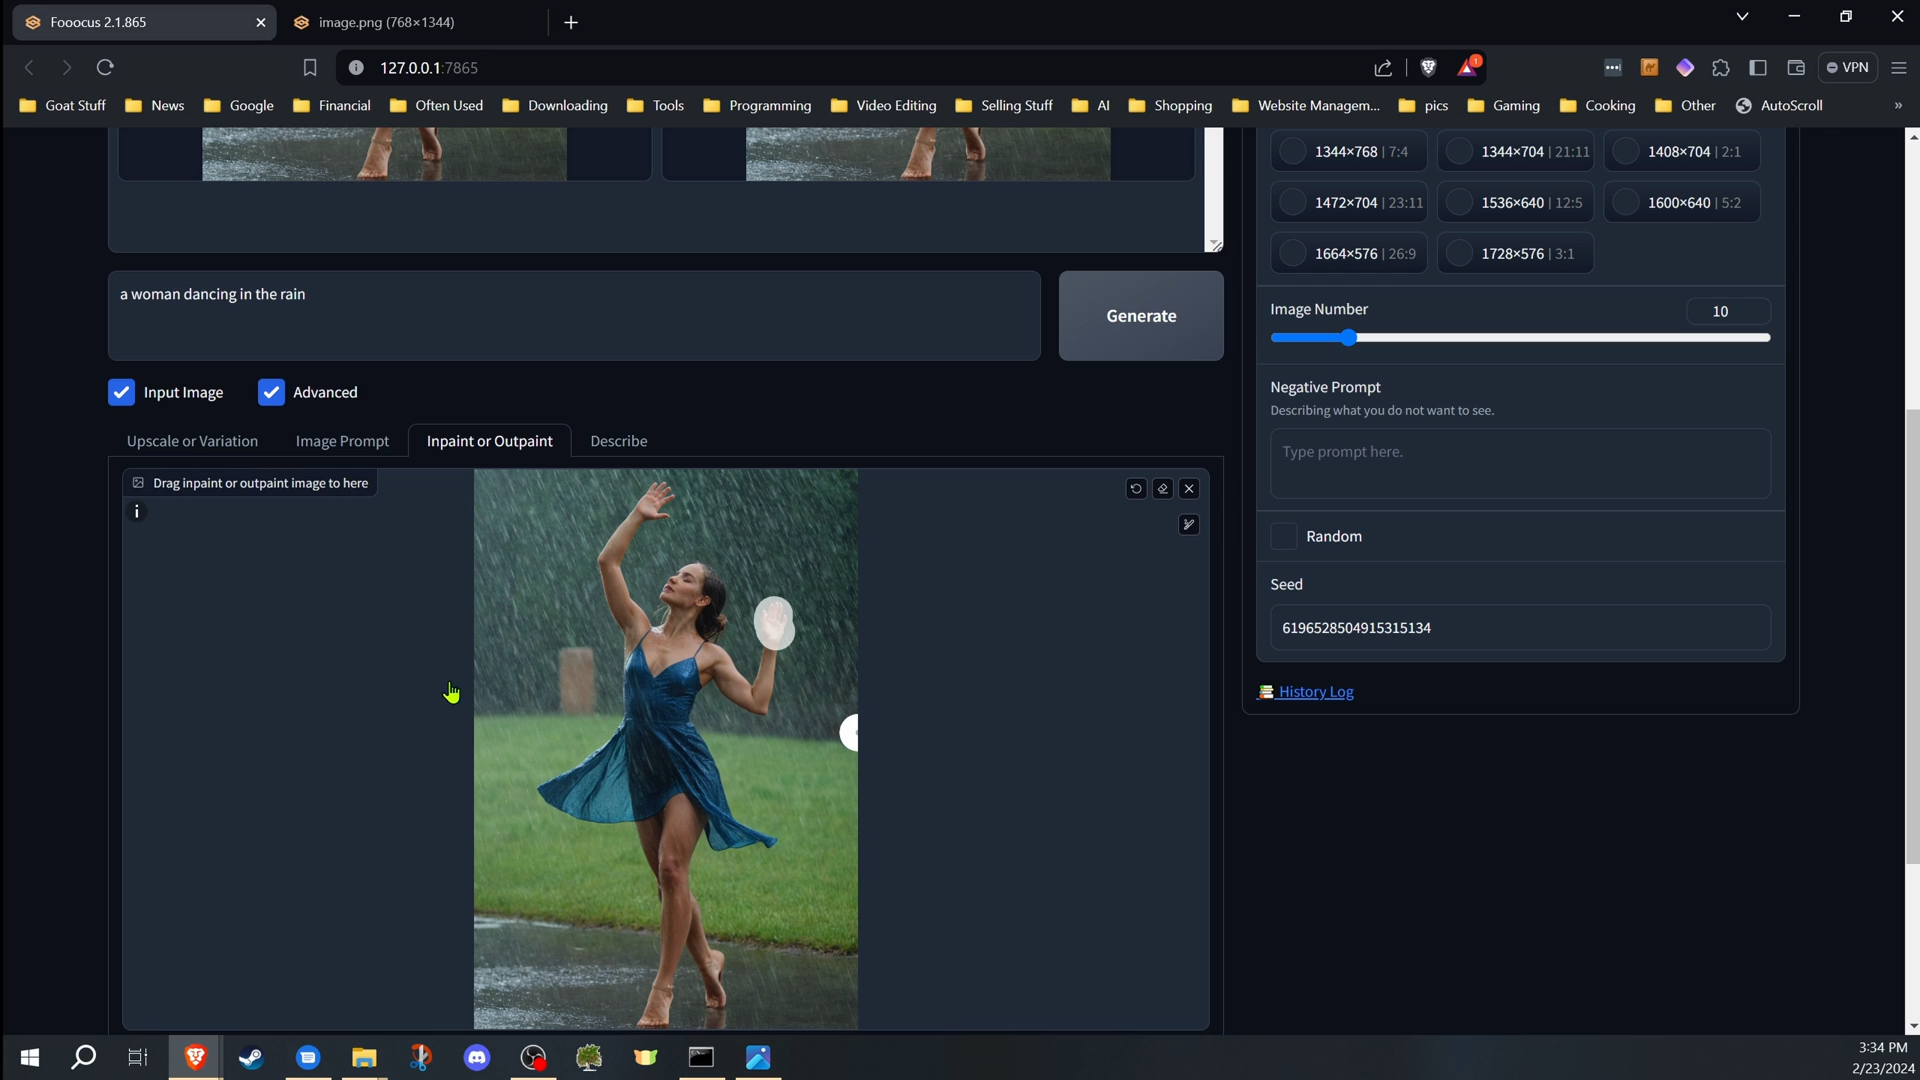 Fooocus 2.1.865
image.png (768×1344)
127.0.0.1:7865
1
VPN
Goat Stuff
News
Google
Financial
Often Used
Downloading
Tools
Programming
Video Editing
Selling Stuff
AI
Shopping
Website Managem...
pics
Gaming
Cooking
Other
AutoScroll
»
1344×768 | 7:4
1344×704 | 21:11
1408×704 | 2:1
1472×704 | 23:11
1536×640 | 12:5
1600×640 | 5:2
1664×576 | 26:9
1728×576 | 3:1
a woman dancing in the rain
Generate
Image Number
10
Input Image
Advanced
Negative Prompt
Describing what you do not want to see.
Type prompt here.
Upscale or Variation
Image Prompt
Inpaint or Outpaint
Describe
Drag inpaint or outpaint image to here
i
Random
Seed
6196528504915315134
History Log
3:34 PM
2/23/2024